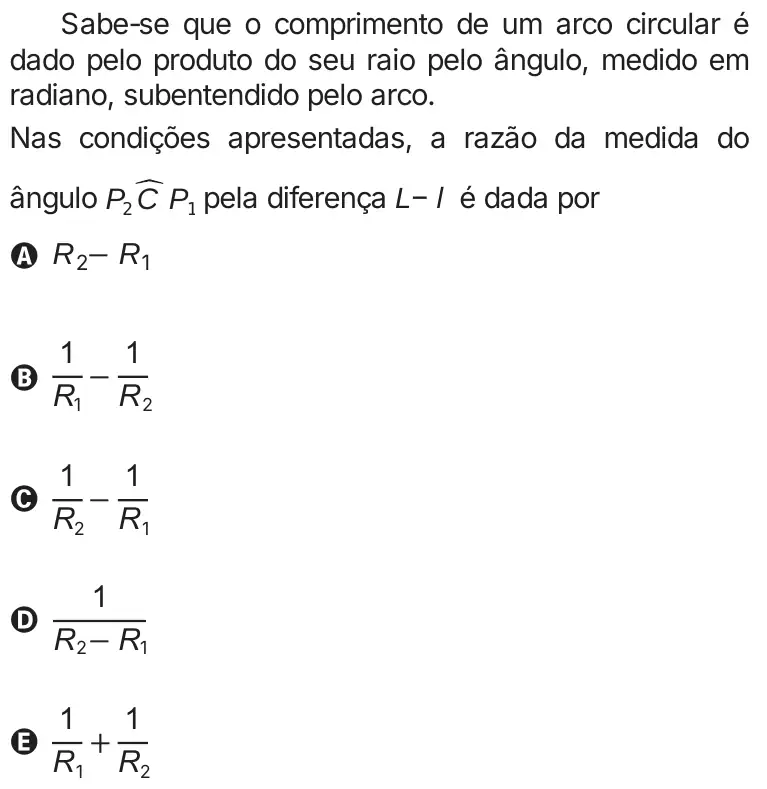 Sabe-se que o comprimento de um arco circular é
dado pelo produto do seu raio pelo ângulo, medido em
radiano, subentendido pelo arco.
Nas condições apresentadas, a razão da medida do
ângulo P₂ĈP₁ pela diferença L– l é dada por
A R₂– R₁
B 1/R₁ – 1/R₂
C 1/R₂ – 1/R₁
D 1/(R₂– R₁)
E 1/R₁ + 1/R₂